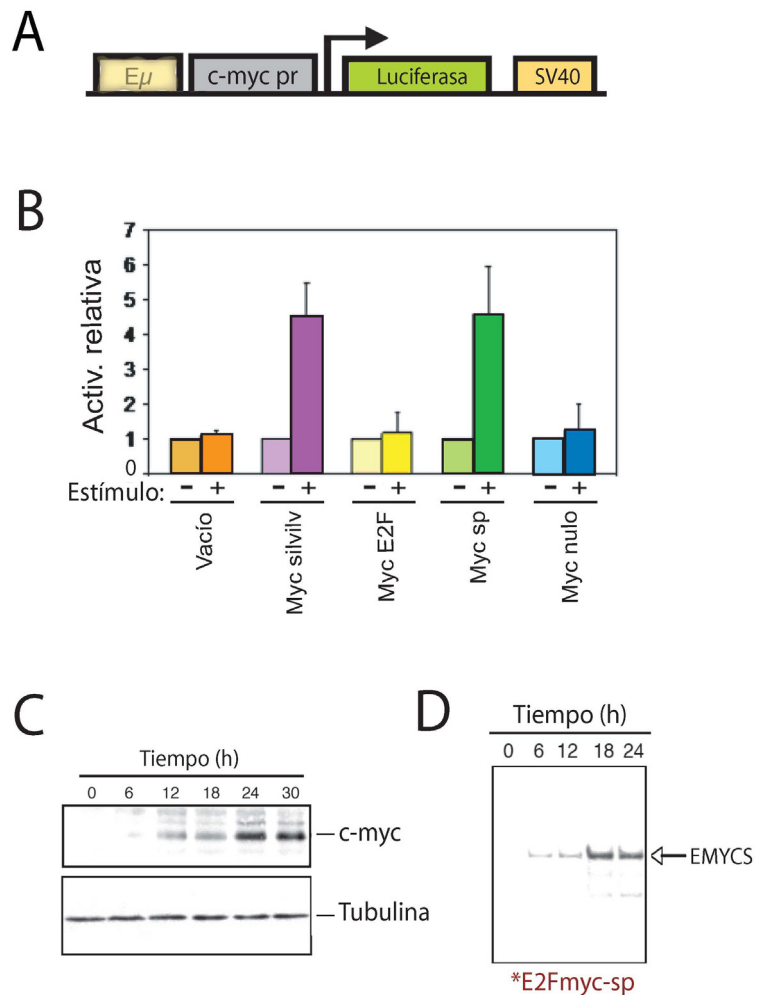 A
Eµ
c-myc pr
Luciferasa
SV40
B
Activ. relativa
7
6
5
4
3
2
1
0
Estímulo: - + - + - + - + - +
Vacío
Myc silvilv
Myc E2F
Myc sp
Myc nulo
C
Tiempo (h)
0 6 12 18 24 30
c-myc
Tubulina
D
Tiempo (h)
0 6 12 18 24
EMYCS
*E2Fmyc-sp